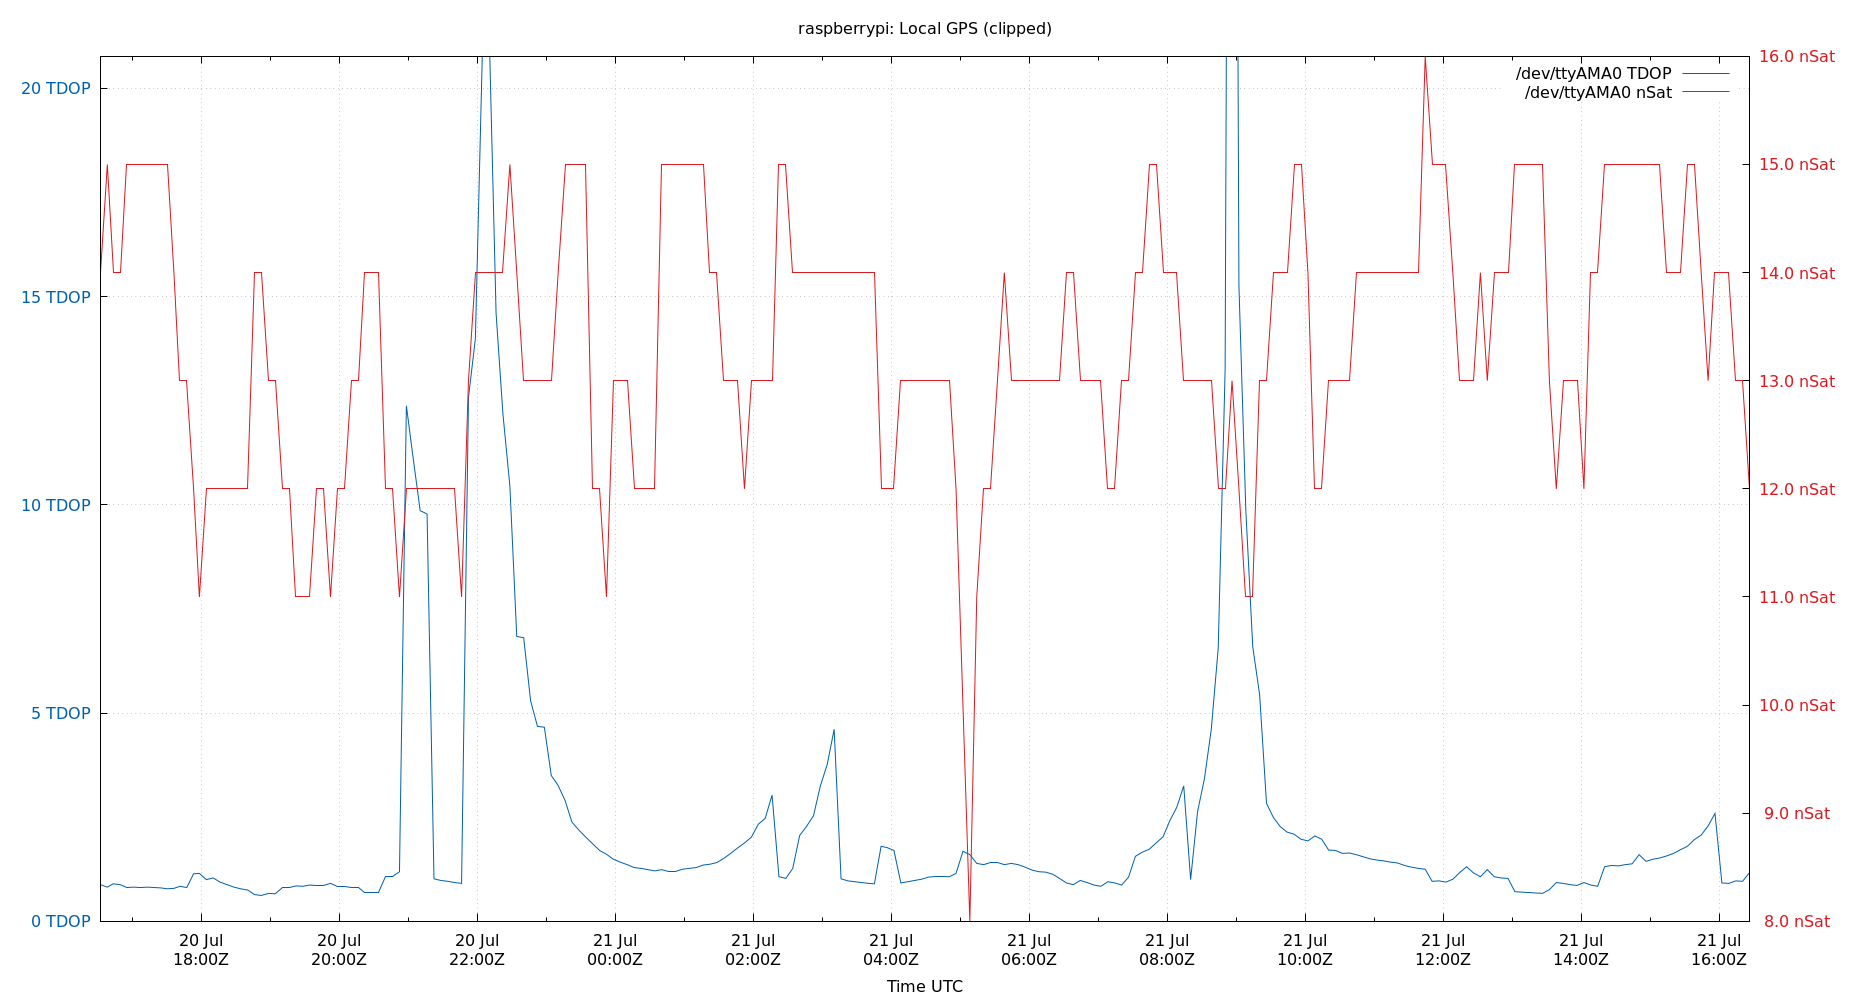 raspberrypi: Local GPS (clipped)
/dev/ttyAMA0 TDOP
/dev/ttyAMA0 nSat
20 TDOP
15 TDOP
10 TDOP
5 TDOP
0 TDOP
16.0 nSat
15.0 nSat
14.0 nSat
13.0 nSat
12.0 nSat
11.0 nSat
10.0 nSat
9.0 nSat
8.0 nSat
20 Jul 20 Jul 20 Jul 21 Jul 21 Jul 21 Jul 21 Jul 21 Jul 21 Jul 21 Jul 21 Jul 21 Jul
18:00Z 20:00Z 22:00Z 00:00Z 02:00Z 04:00Z 06:00Z 08:00Z 10:00Z 12:00Z 14:00Z 16:00Z
Time UTC